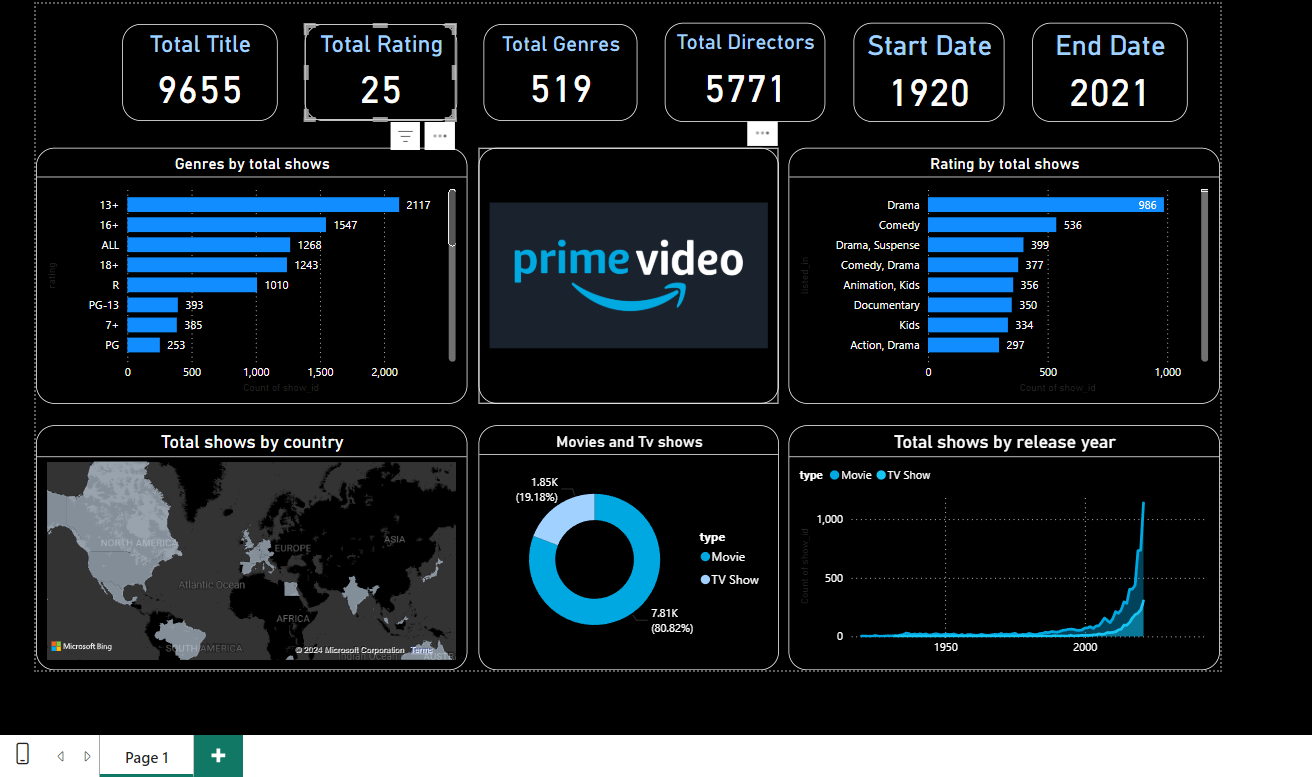 Total Title
9655
Total Rating
25
Total Genres
519
Total Directors
5771
Start Date
1920
End Date
2021
Genres by total shows
rating
13+ 2117
16+ 1547
ALL 1268
18+ 1243
R 1010
PG-13 393
7+ 385
PG 253
0 500 1,000 1,500 2,000
Count of show_id
prime video
Rating by total shows
listed_in
Drama 986
Comedy 536
Drama, Suspense 399
Comedy, Drama 377
Animation, Kids 356
Documentary 350
Kids 334
Action, Drama 297
0 500 1,000
Count of show_id
Total shows by country
NORTH AMERICA
EUROPE
ASIA
Atlantic Ocean
AFRICA
SOUTH AMERICA
Indian Ocean
AUSTR
Microsoft Bing
© 2024 Microsoft Corporation Terms
Movies and Tv shows
1.85K
(19.18%)
type
Movie
TV Show
7.81K
(80.82%)
Total shows by release year
type Movie TV Show
Count of show_id
1,000
500
0
1950 2000
Page 1